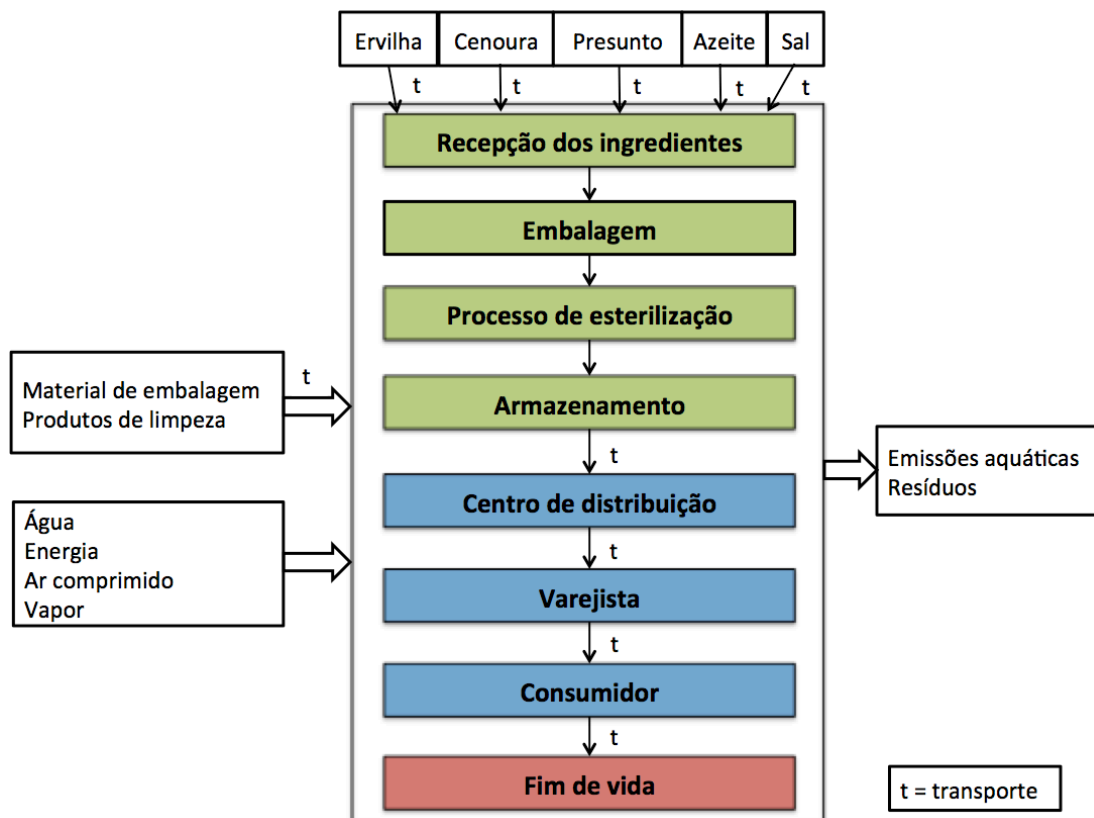 Ervilha
Cenoura
Presunto
Azeite
Sal
t
t
t
t
t
Recepção dos ingredientes
Embalagem
Processo de esterilização
Material de embalagem
Produtos de limpeza
t
Armazenamento
t
Emissões aquáticas
Resíduos
Centro de distribuição
Água
Energia
Ar comprimido
Vapor
t
Varejista
t
Consumidor
t
Fim de vida
t = transporte